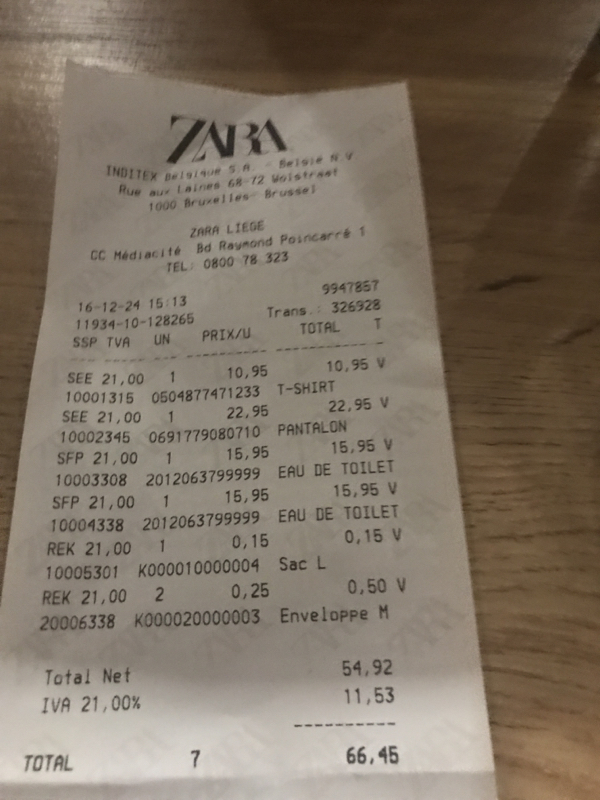 ZARA
INDITEX Belgique S.A. - België N.V.
Rue aux Laines 68-72 Wolstraat
1000 Bruxelles- Brussel
ZARA LIEGE
CC Médiacité Bd Raymond Poincarré 1
TEL: 0800 78 323
9947857
16-12-24 15:13 Trans.: 326928
11934-10-128265
SSP TVA UN PRIX/U TOTAL T
SEE 21,00 1 10,95 10,95 V
10001315 0504877471233 T-SHIRT
SEE 21,00 1 22,95 22,95 V
10002345 0691779080710 PANTALON
SFP 21,00 1 15,95 15,95 V
10003308 2012063799999 EAU DE TOILET
SFP 21,00 1 15,95 15,95 V
10004338 2012063799999 EAU DE TOILET
REK 21,00 1 0,15 0,15 V
10005301 K000010000004 Sac L
REK 21,00 2 0,25 0,50 V
20006338 K000020000003 Enveloppe M
Total Net 54,92
IVA 21,00% 11,53
TOTAL 7 66,45